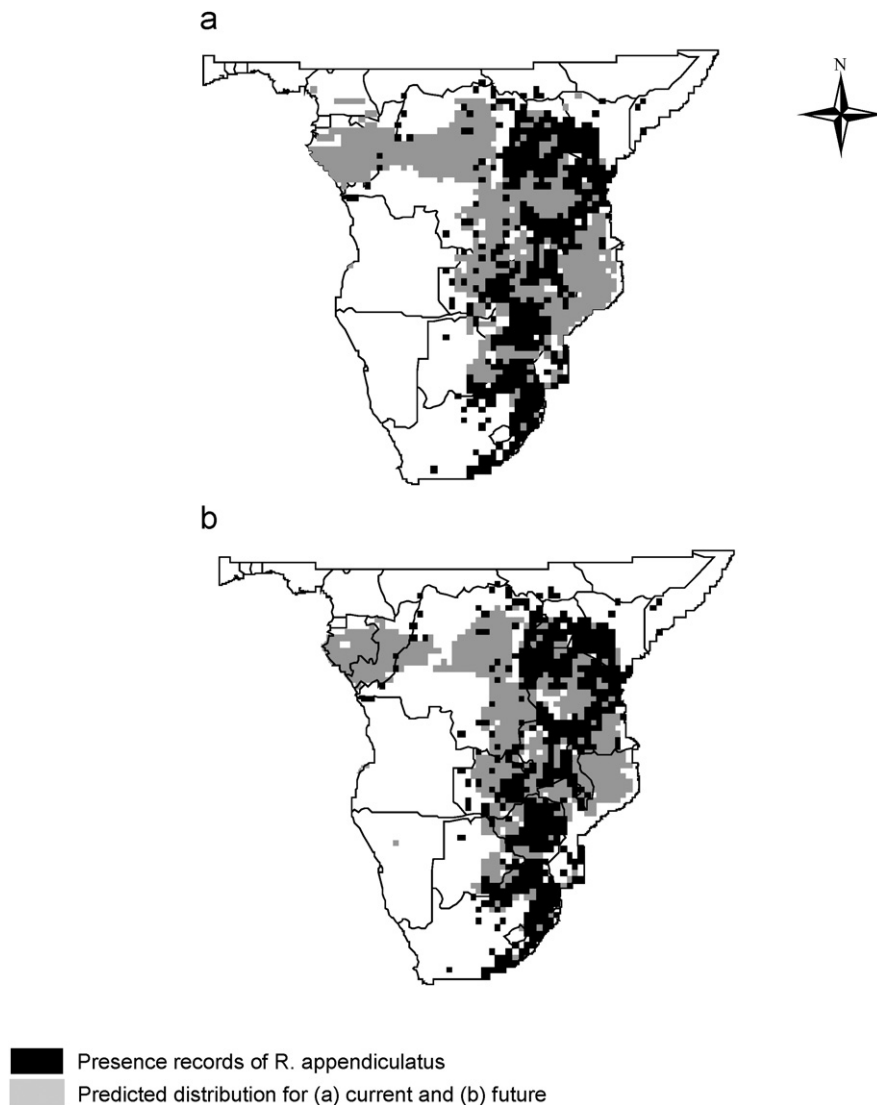 a
N
b
Presence records of R. appendiculatus
Predicted distribution for (a) current and (b) future